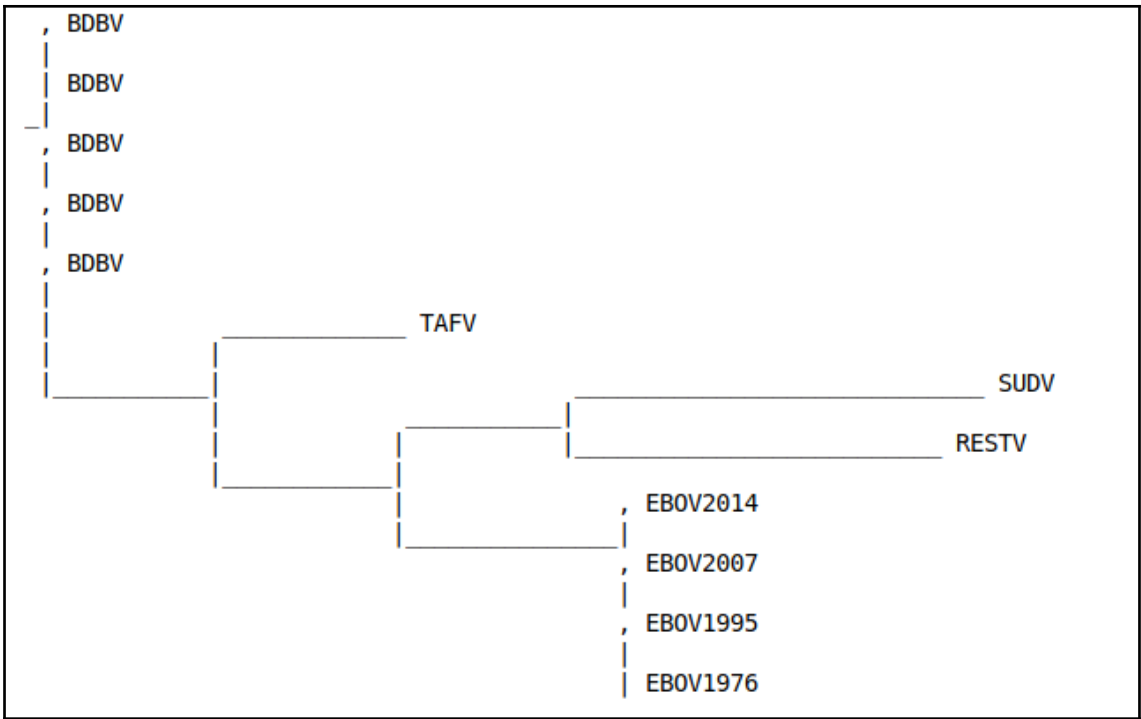 BDBV
BDBV
BDBV
BDBV
BDBV
TAFV
SUDV
RESTV
EBOV2014
EBOV2007
EBOV1995
EBOV1976